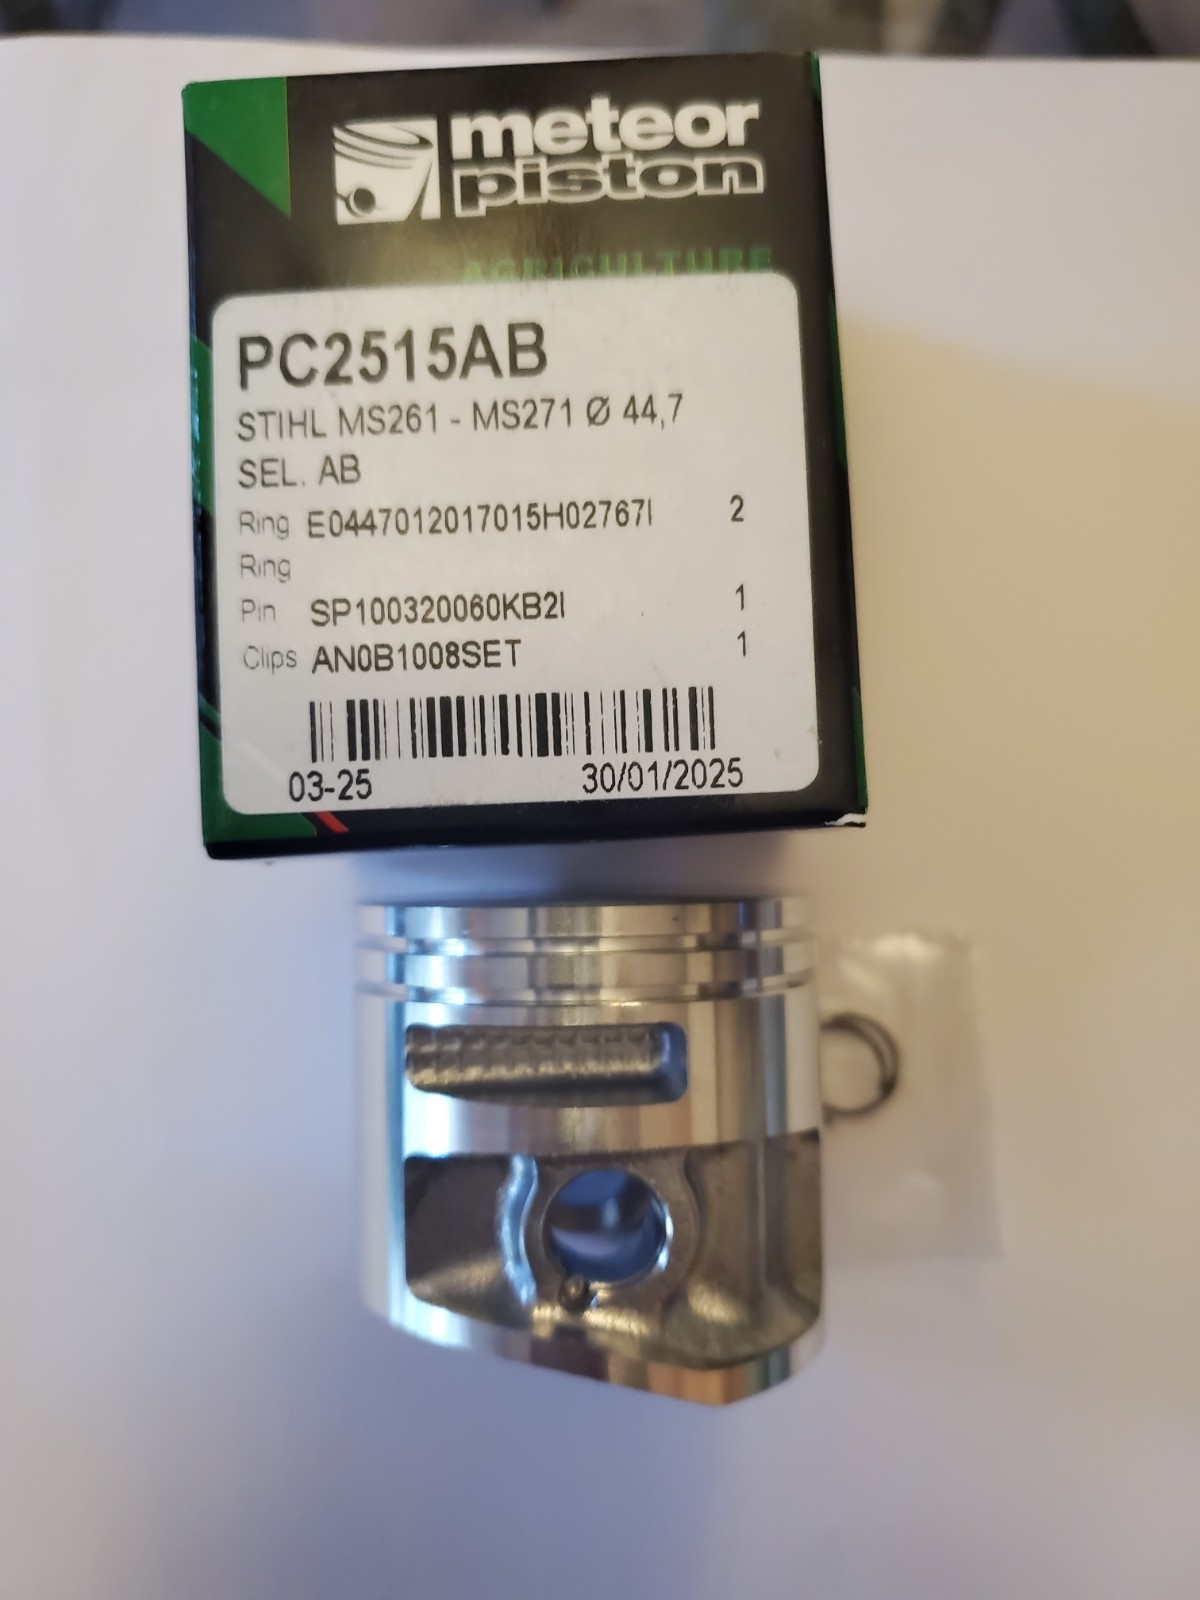 meteor
piston
AGRICULTURE
PC2515AB
STIHL MS261 - MS271 Ø 44,7
SEL. AB
Ring E0447012017015H02767I 2
Ring
Pin SP100320060KB2I 1
Clips AN0B1008SET 1
03-25 30/01/2025